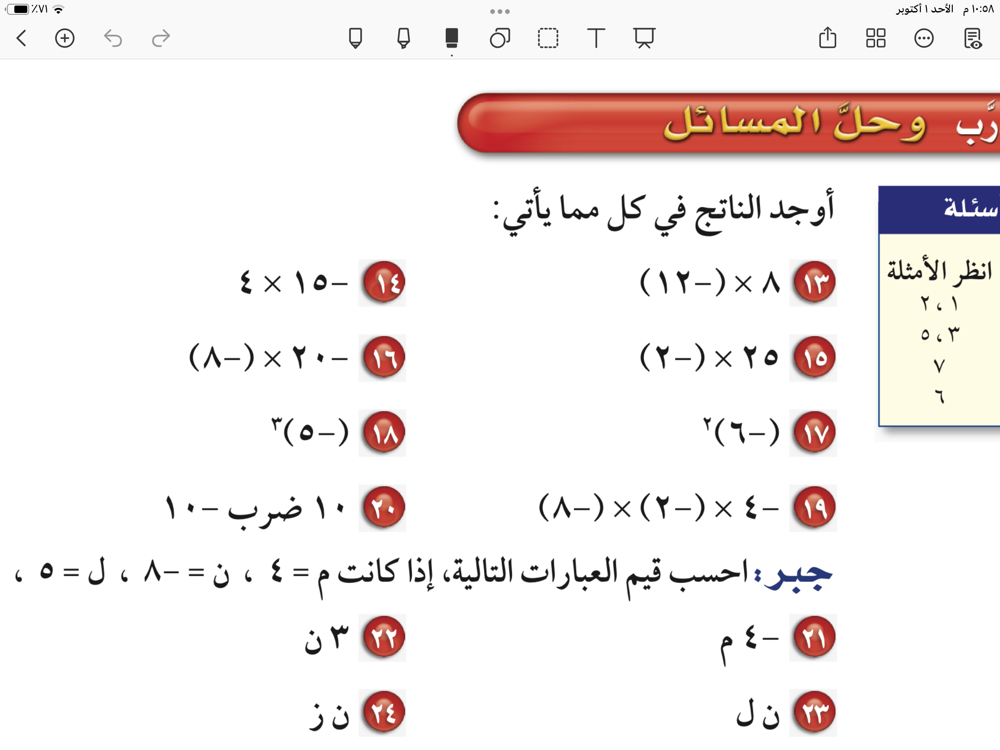 ١٠:٥٨ م الأحد ١ أكتوبر
٧١٪
رَّب وحلَّ المسائل
سئلة
انظر الأمثلة
١ ، ٢
٣ ، ٥
٧
٦
أوجد الناتج في كل مما يأتي:
١٣ ٨ × (−١٢)
١٤ −١٥ × ٤
١٥ ٢٥ × (−٢)
١٦ −٢٠ × (−٨)
١٧ (−٦)²
١٨ (−٥)³
١٩ −٤ × (−٢) × (−٨)
٢٠ ١٠ ضرب −١٠
جبر: احسب قيم العبارات التالية، إذا كانت م = ٤ ، ن = −٨ ، ل = ٥ ،
٢١ −٤ م
٢٢ ٣ ن
٢٣ ن ل
٢٤ ن ز